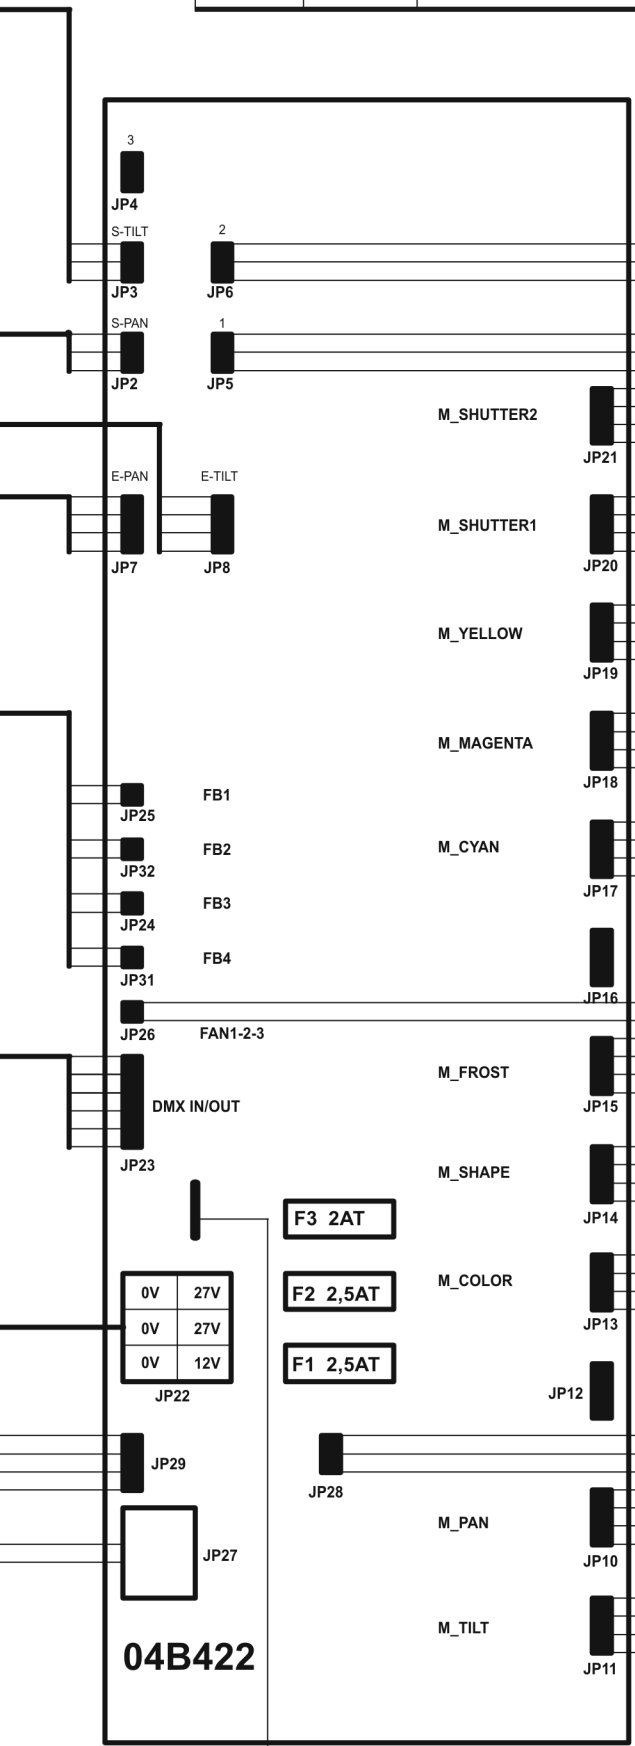 3
JP4
S-TILT
2
JP3
JP6
S-PAN
1
JP2
JP5
M_SHUTTER2
JP21
E-PAN
E-TILT
M_SHUTTER1
JP7
JP8
JP20
M_YELLOW
JP19
M_MAGENTA
JP18
FB1
JP25
M_CYAN
FB2
JP32
JP17
FB3
JP24
FB4
JP31
JP16
JP26
FAN1-2-3
M_FROST
DMX IN/OUT
JP15
JP23
M_SHAPE
F3 2AT
JP14
M_COLOR
0V 27V
F2 2,5AT
0V 27V
JP13
0V 12V
F1 2,5AT
JP22
JP12
JP29
JP28
M_PAN
JP27
JP10
M_TILT
04B422
JP11